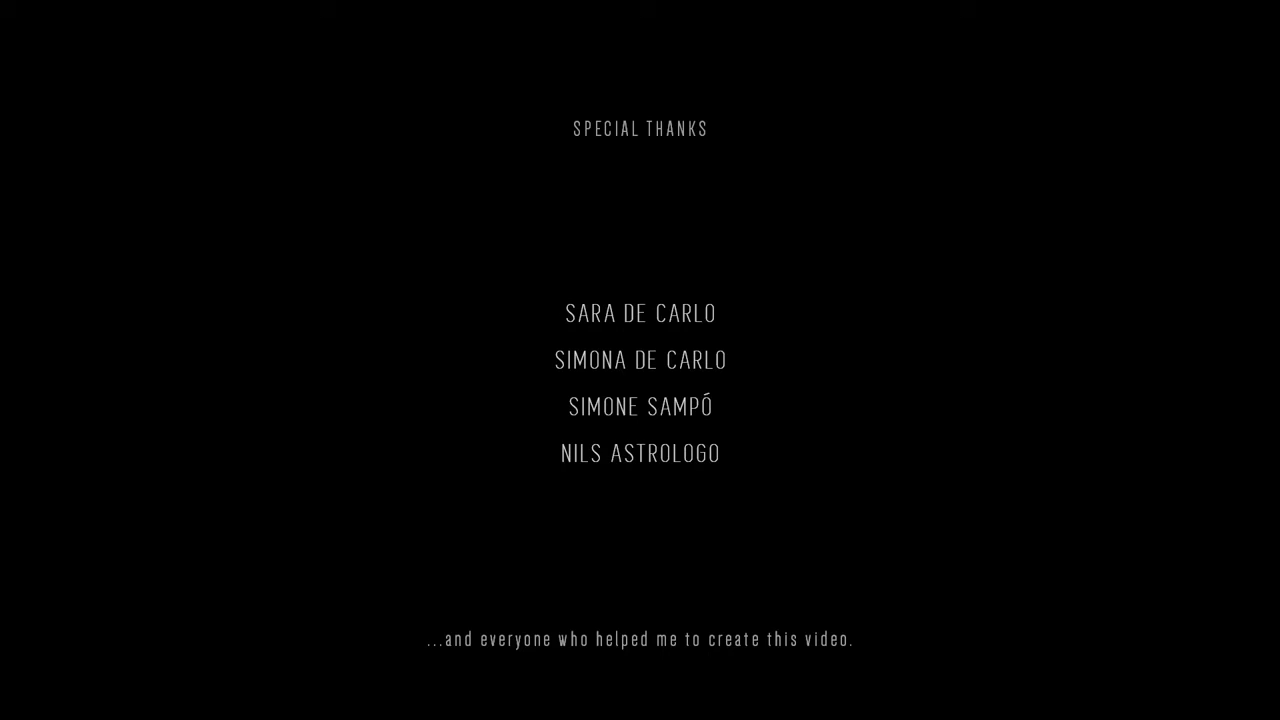 SPECIAL THANKS
SARA DE CARLO
SIMONA DE CARLO
SIMONE SAMPÓ
NILS ASTROLOGO
...and everyone who helped me to create this video.